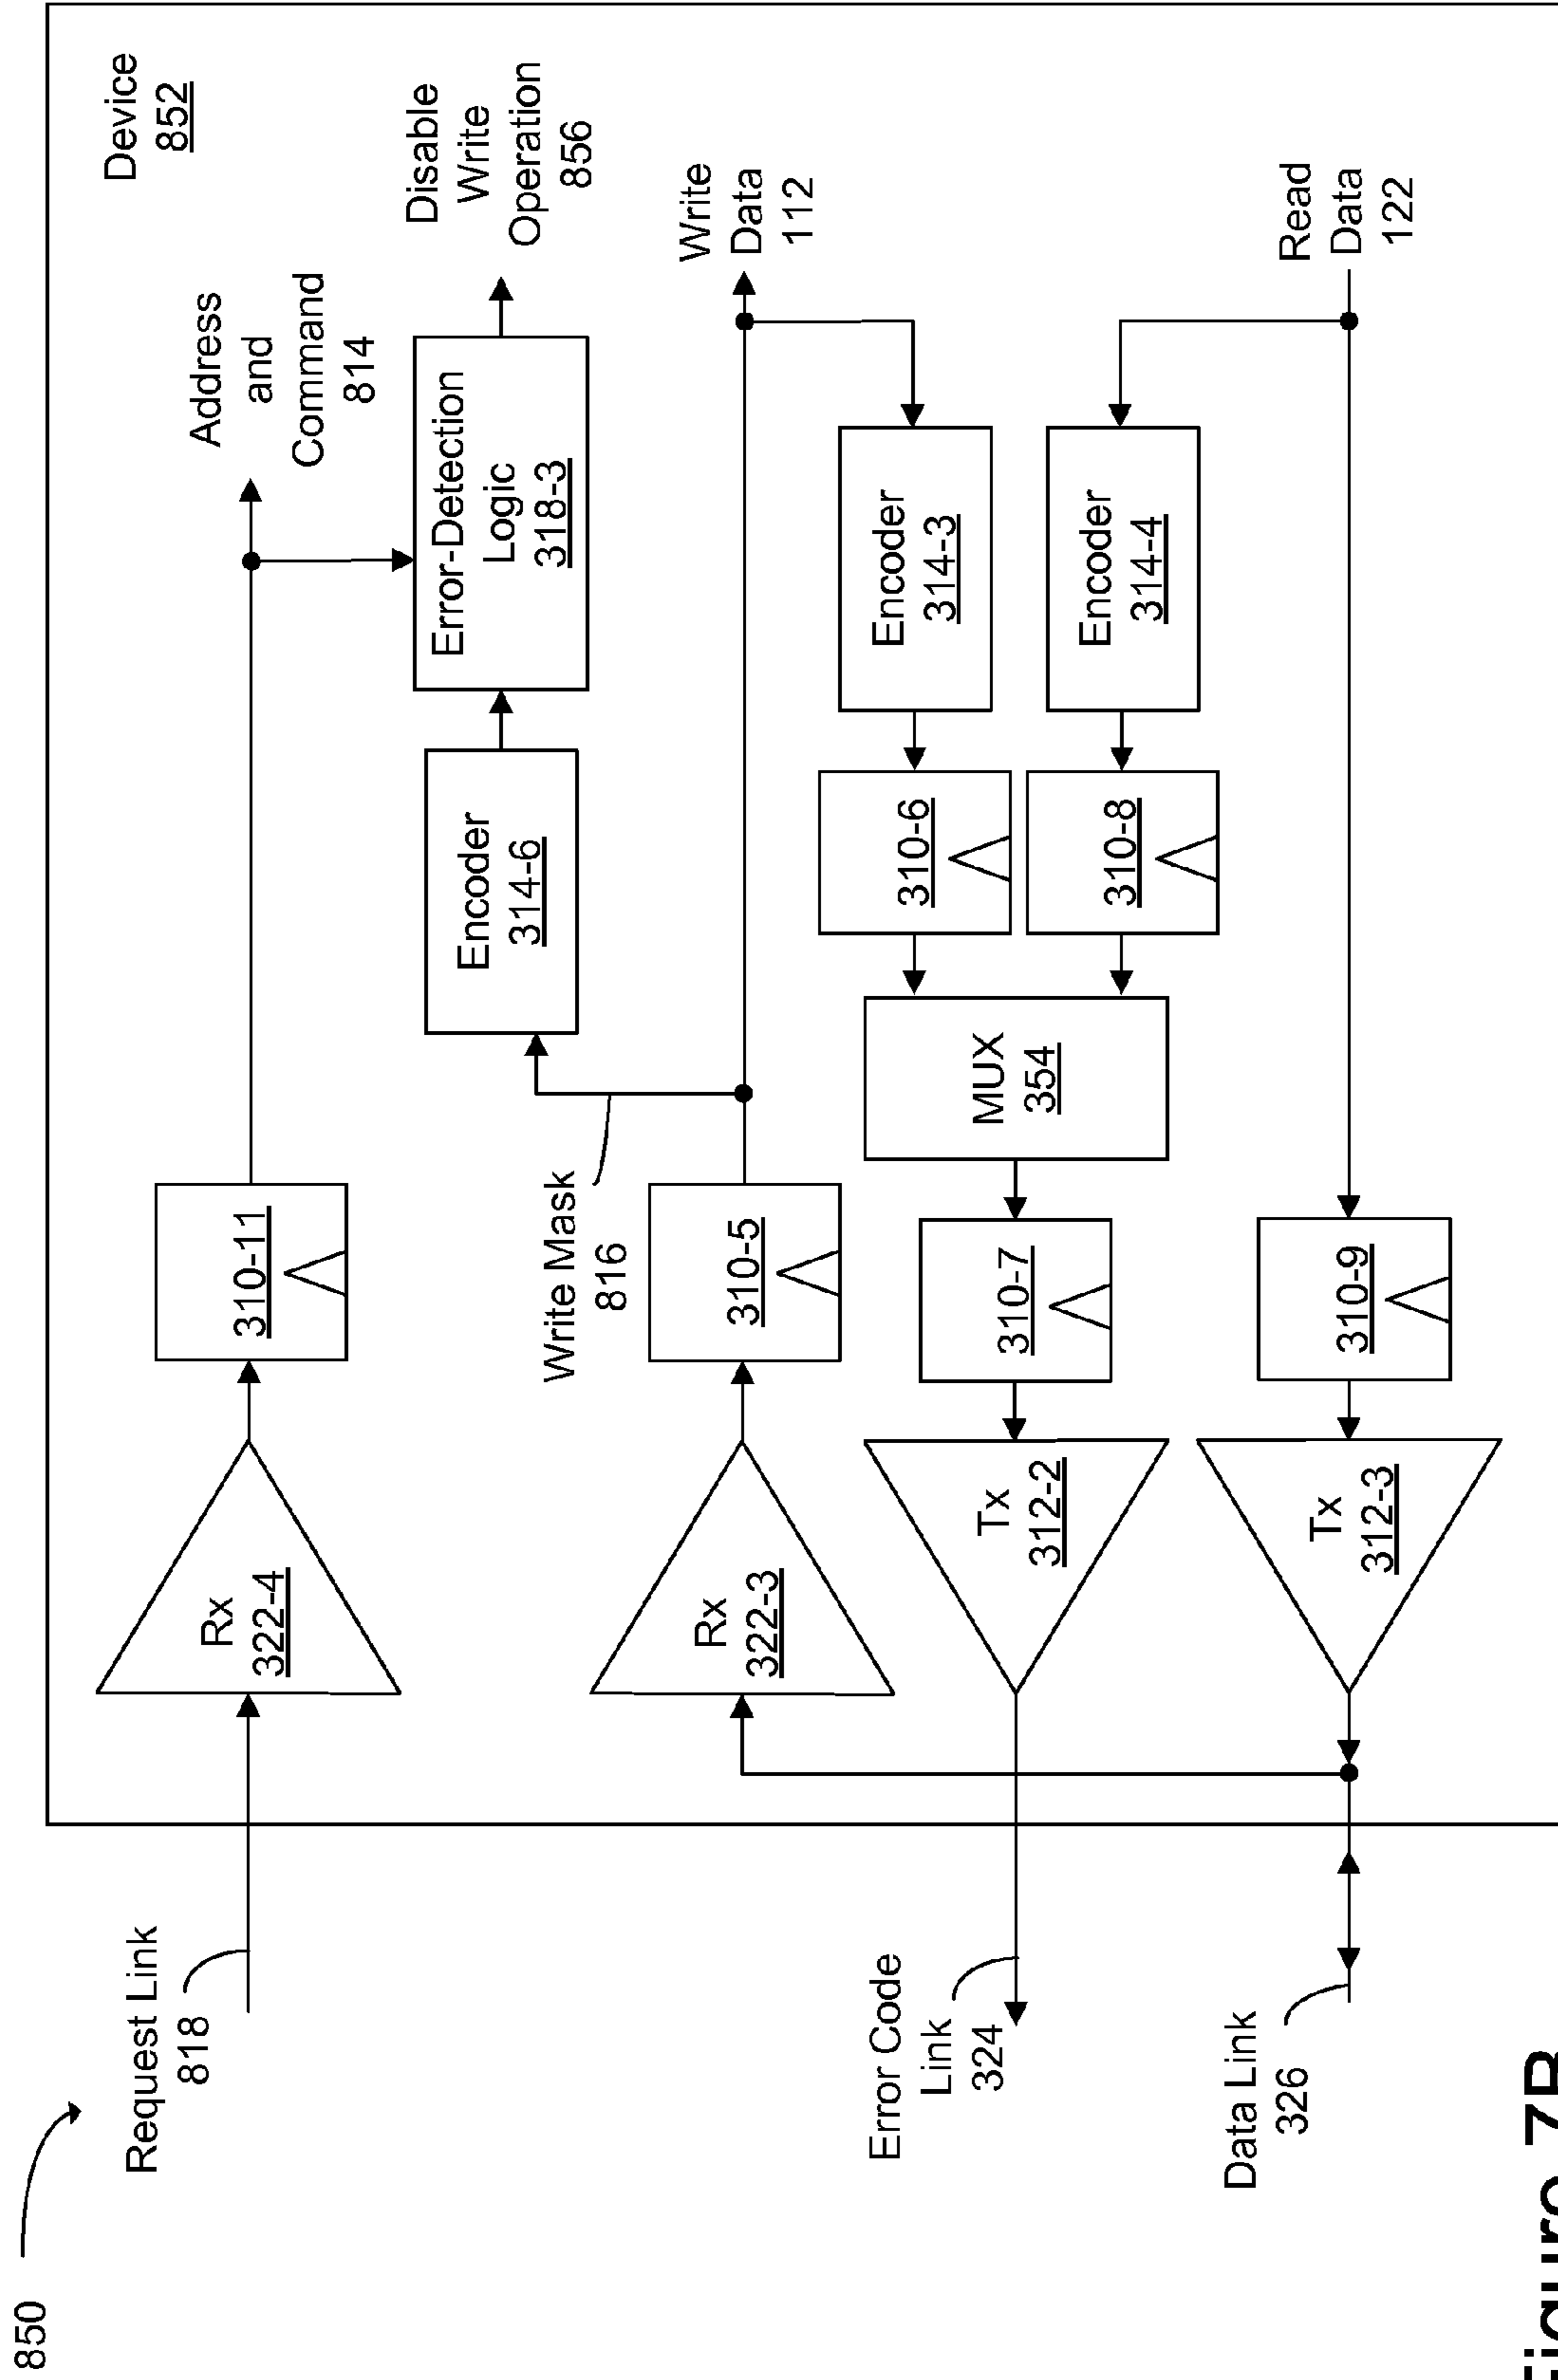 850
Request Link
818
Rx
322-4
310-11
Address
and
Command
814
Device
852
Encoder
314-6
Error-Detection
Logic
318-3
Disable
Write
Operation
856
Write Mask
816
Rx
322-3
310-5
Write
Data
112
Error Code
Link
324
Tx
312-2
310-7
MUX
354
310-6
Encoder
314-3
310-8
Encoder
314-4
Data Link
326
Tx
312-3
310-9
Read
Data
122
Figure 7B